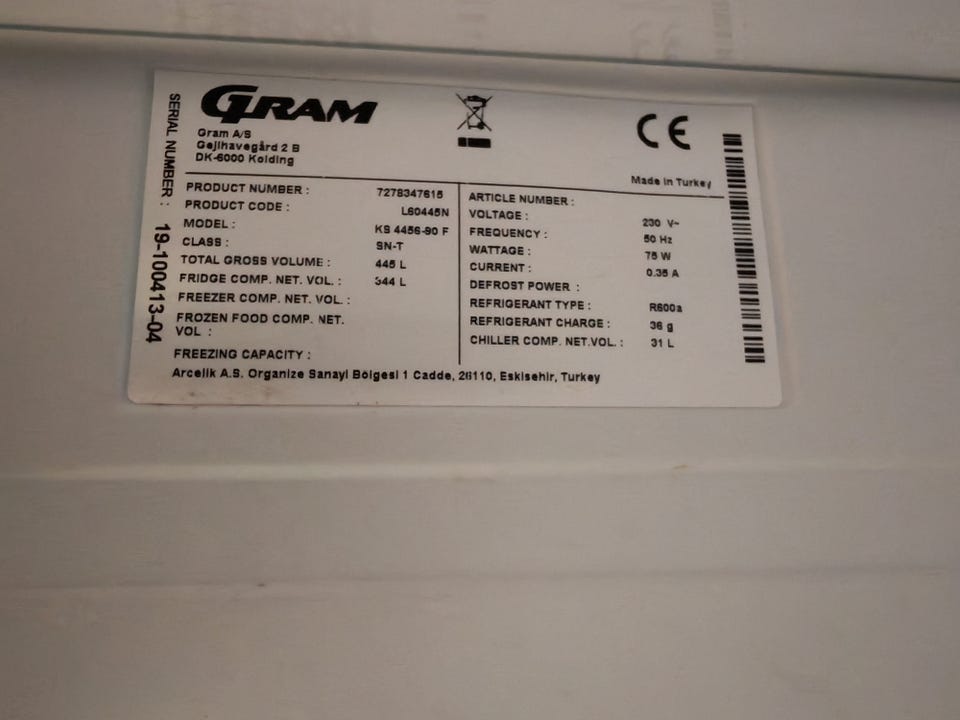 GRAM
Gram A/S
Gejlhavegård 2 B
DK-6000 Kolding
CE
Made in Turkey
SERIAL NUMBER : 19-100413-04
PRODUCT NUMBER : 7278347615
PRODUCT CODE : L60445N
MODEL : KS 4456-90 F
CLASS : SN-T
TOTAL GROSS VOLUME : 445 L
FRIDGE COMP. NET. VOL. : 344 L
FREEZER COMP. NET. VOL. :
FROZEN FOOD COMP. NET.
VOL :
FREEZING CAPACITY :
ARTICLE NUMBER :
VOLTAGE : 230 V~
FREQUENCY : 50 Hz
WATTAGE : 75 W
CURRENT : 0.35 A
DEFROST POWER :
REFRIGERANT TYPE : R600a
REFRIGERANT CHARGE : 36 g
CHILLER COMP. NET.VOL. : 31 L
Arcelik A.S. Organize Sanayi Bölgesi 1 Cadde, 26110, Eskisehir, Turkey